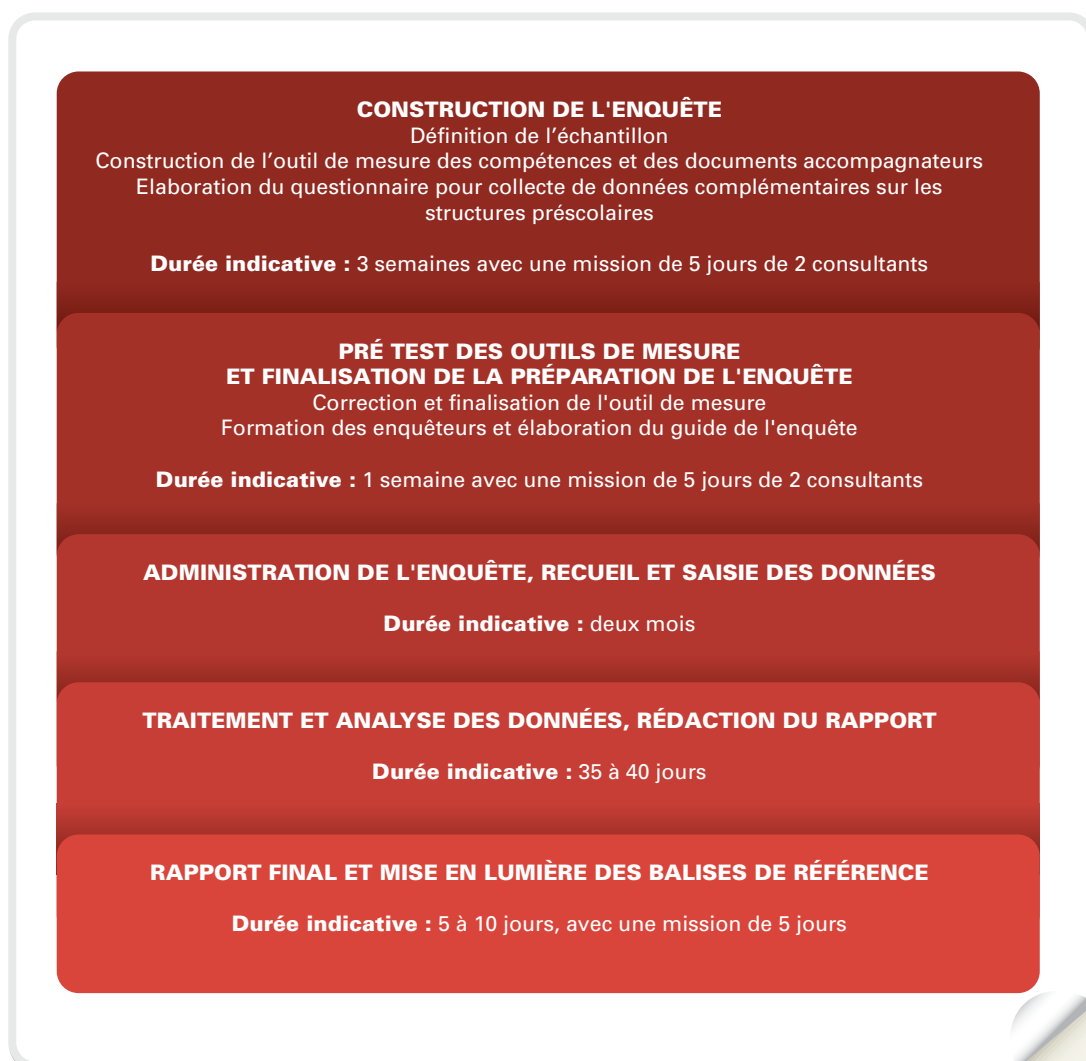 CONSTRUCTION DE L'ENQUÊTE
Définition de l’échantillon
Construction de l’outil de mesure des compétences et des documents accompagnateurs
Elaboration du questionnaire pour collecte de données complémentaires sur les
structures préscolaires
Durée indicative : 3 semaines avec une mission de 5 jours de 2 consultants
PRÉ TEST DES OUTILS DE MESURE
ET FINALISATION DE LA PRÉPARATION DE L'ENQUÊTE
Correction et finalisation de l'outil de mesure
Formation des enquêteurs et élaboration du guide de l'enquête
Durée indicative : 1 semaine avec une mission de 5 jours de 2 consultants
ADMINISTRATION DE L'ENQUÊTE, RECUEIL ET SAISIE DES DONNÉES
Durée indicative : deux mois
TRAITEMENT ET ANALYSE DES DONNÉES, RÉDACTION DU RAPPORT
Durée indicative : 35 à 40 jours
RAPPORT FINAL ET MISE EN LUMIÈRE DES BALISES DE RÉFÉRENCE
Durée indicative : 5 à 10 jours, avec une mission de 5 jours